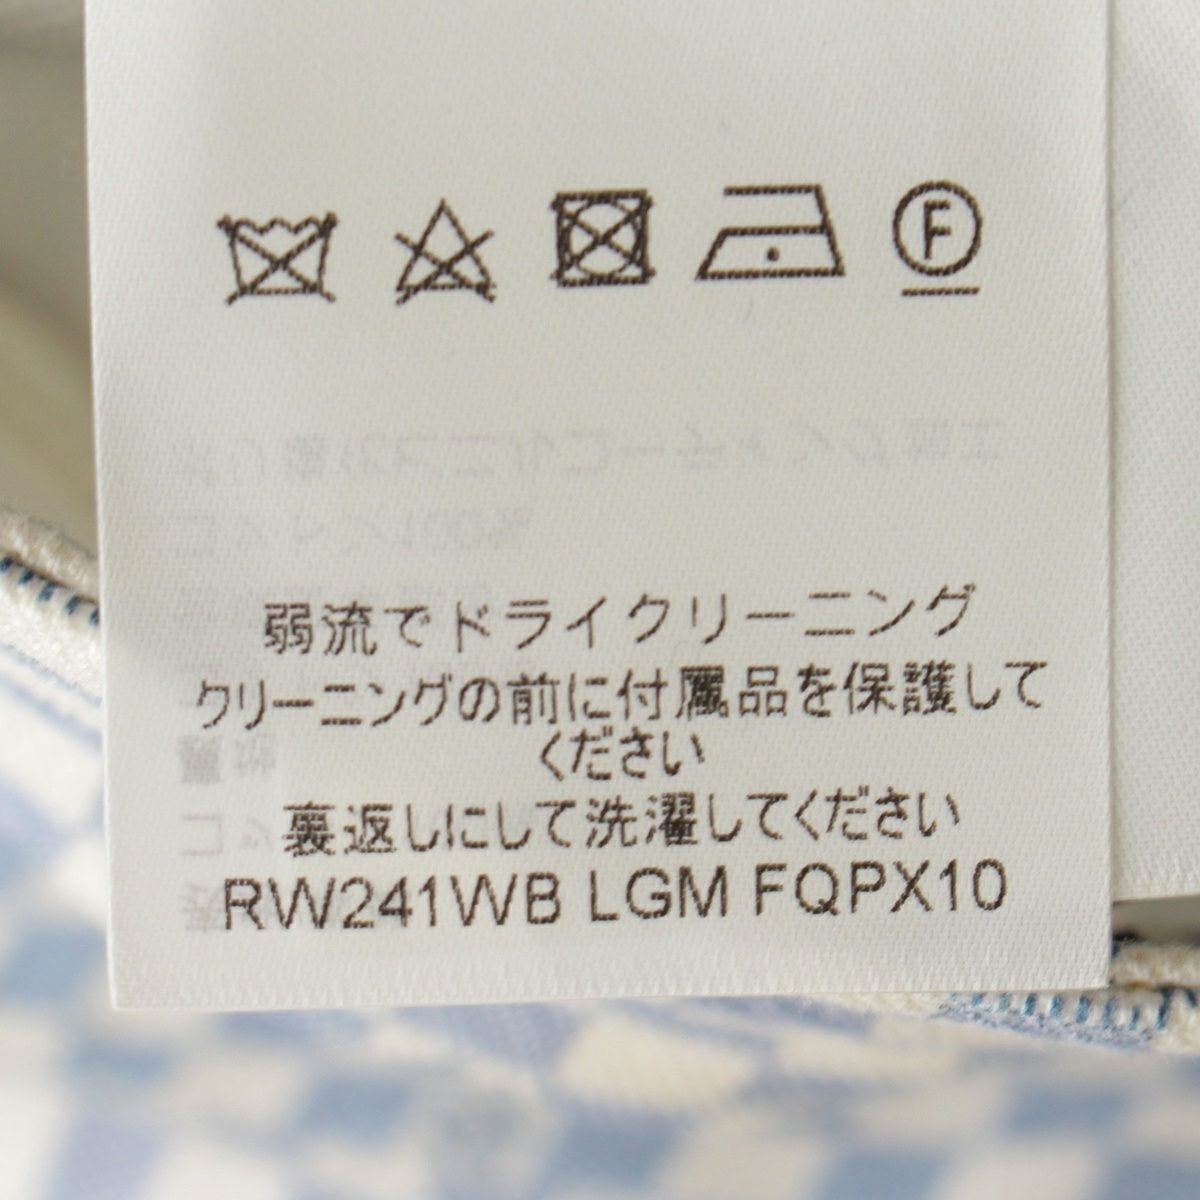 F
弱流でドライクリーニング
クリーニングの前に付属品を保護して
ください
裏返しにして洗濯してください
RW241WB LGM FQPX10